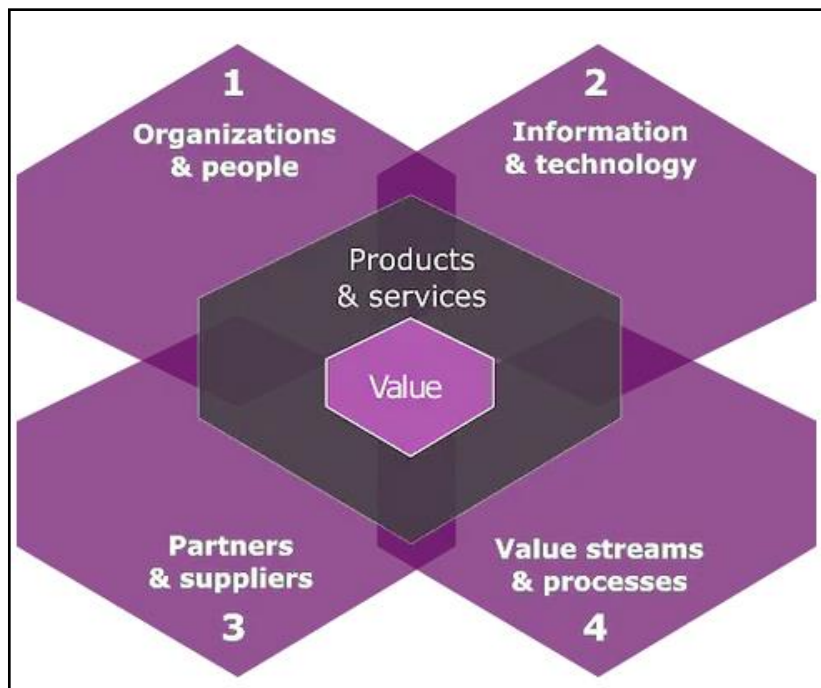 1
Organizations
& people
2
Information
& technology
Products
& services
Value
Partners
& suppliers
3
Value streams
& processes
4